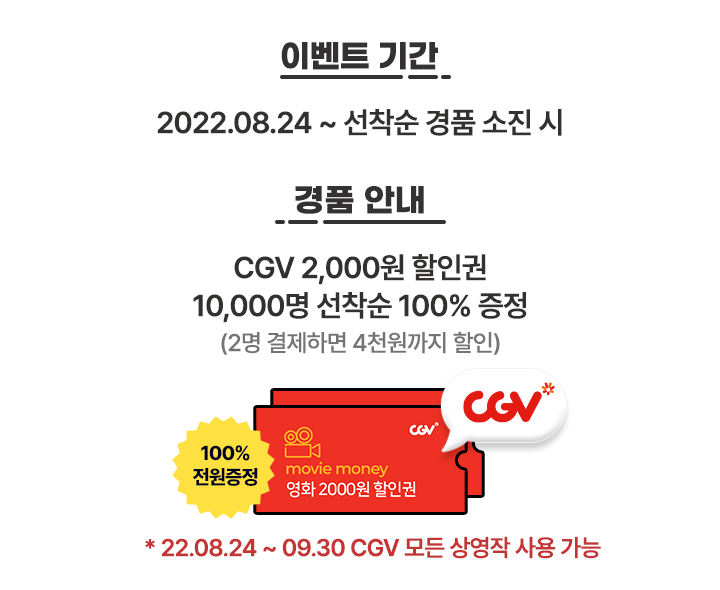 이벤트 기간
2022.08.24 ~ 선착순 경품 소진 시
경품 안내
CGV 2,000원 할인권
10,000명 선착순 100% 증정
(2명 결제하면 4천원까지 할인)
CGV
CGV
100%
전원증정
movie money
영화 2000원 할인권
* 22.08.24 ~ 09.30 CGV 모든 상영작 사용 가능